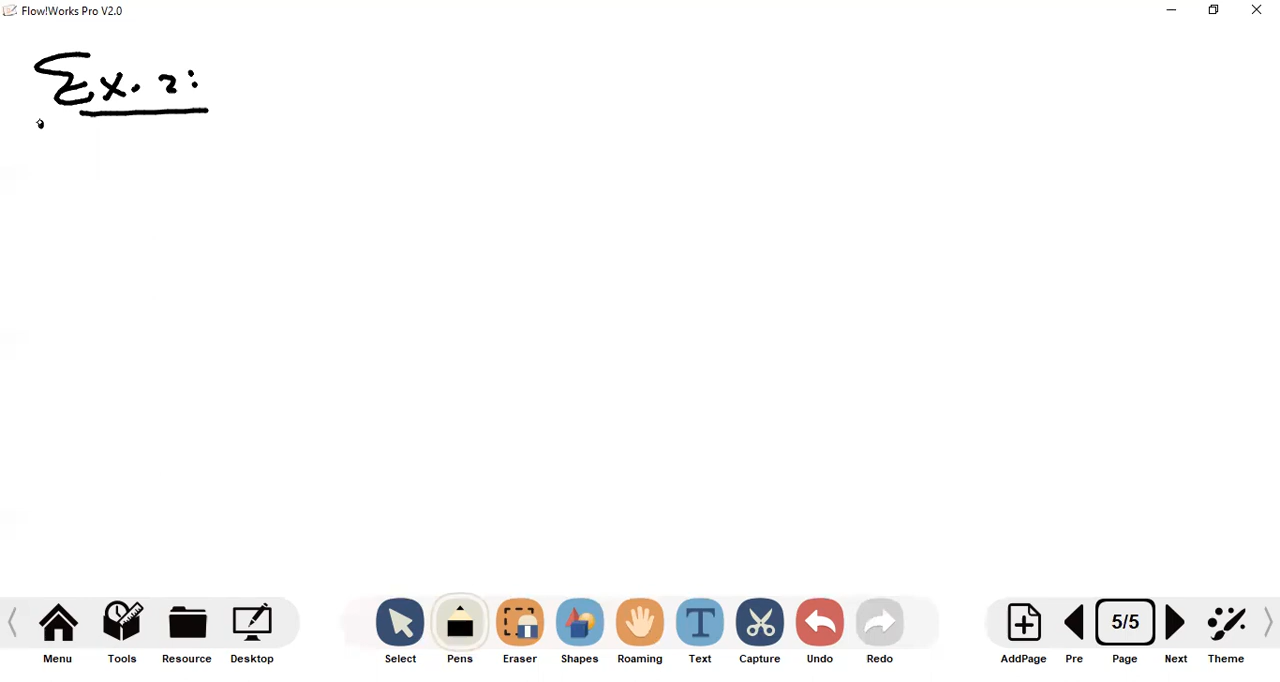 Flow!Works Pro V2.0
Ex. 2:
Menu
Tools
Resource
Desktop
Select
Pens
Eraser
Shapes
Roaming
Text
Capture
Undo
Redo
AddPage
Pre
5/5
Page
Next
Theme